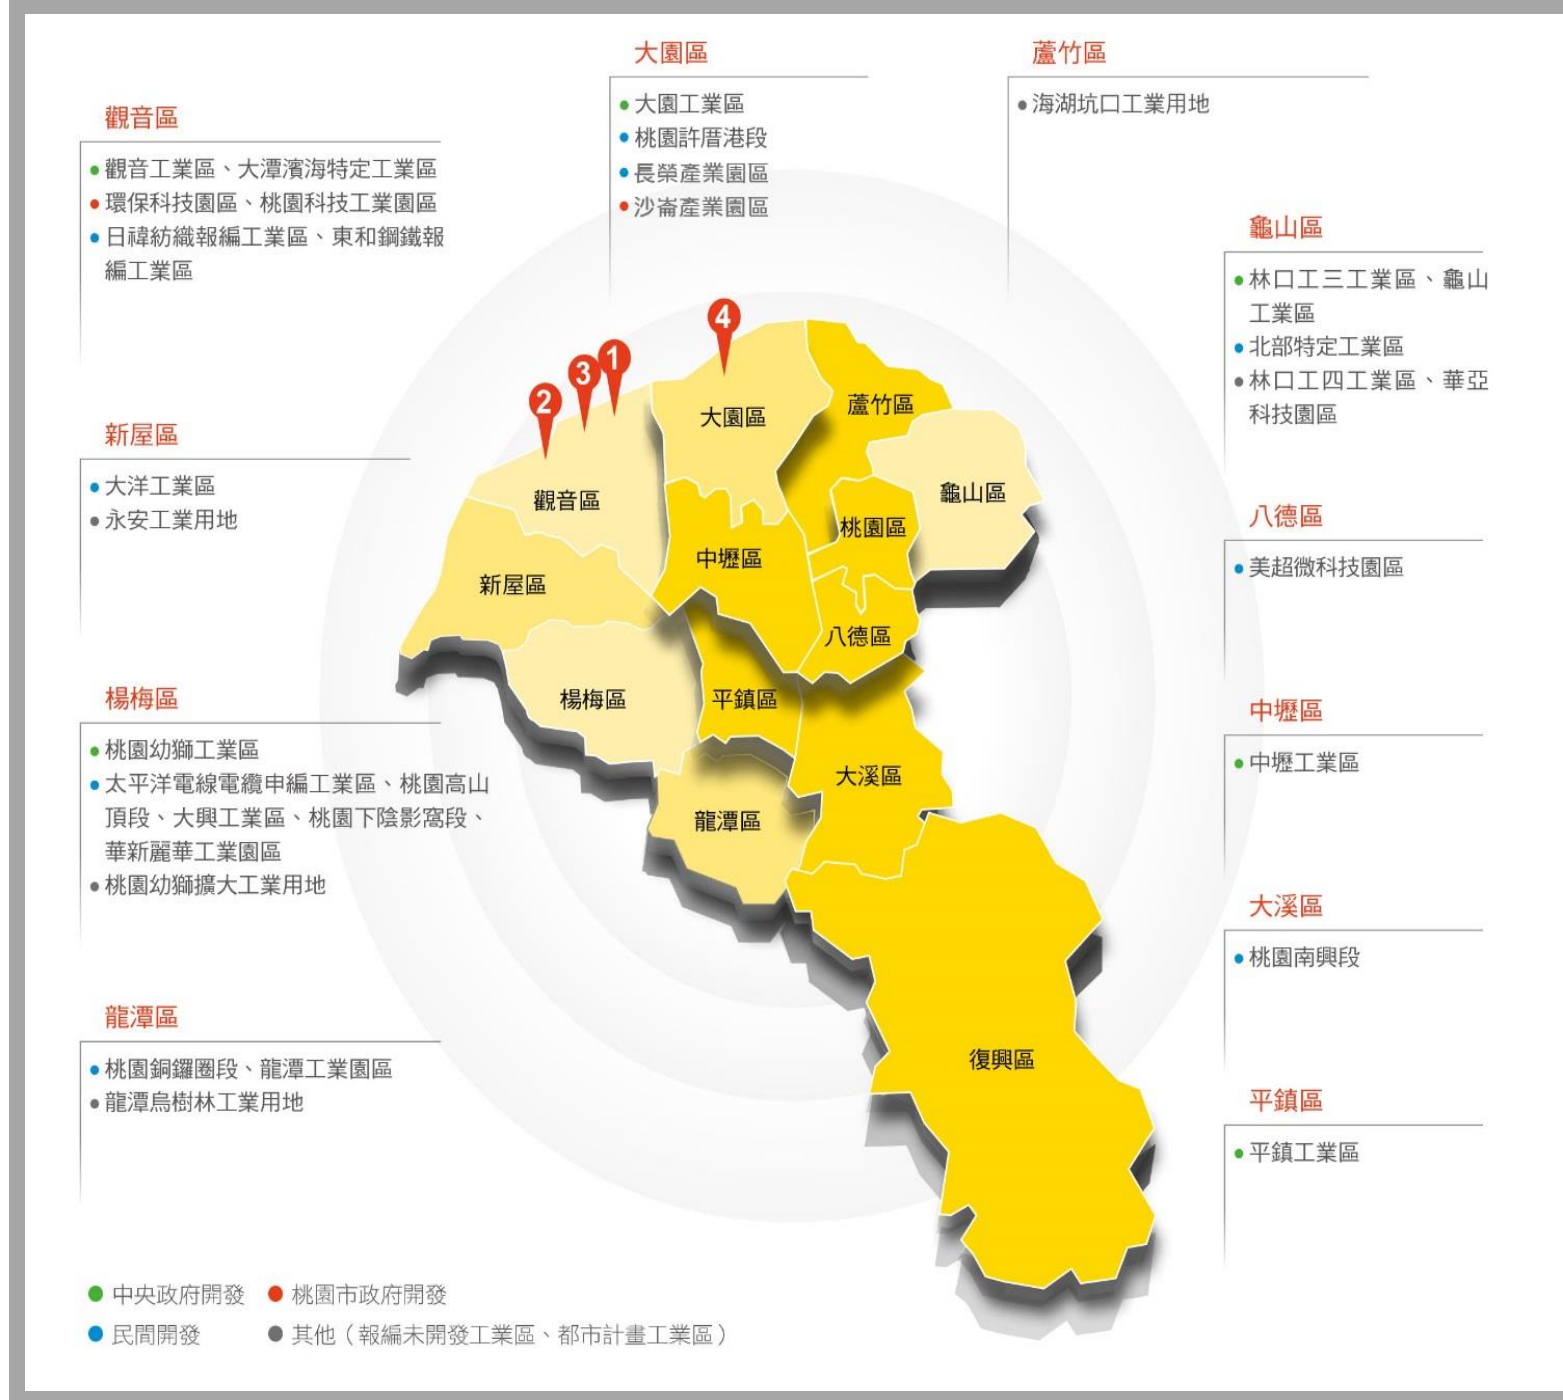 大園區
大園工業區
桃園許厝港段
長榮產業園區
沙崙產業園區
蘆竹區
海湖坑口工業用地
觀音區
觀音工業區、大潭濱海特定工業區
環保科技園區、桃園科技工業園區
日禕紡織報編工業區、東和鋼鐵報
編工業區
龜山區
林口工三工業區、龜山
工業區
北部特定工業區
林口工四工業區、華亞
科技園區
新屋區
大洋工業區
永安工業用地
八德區
美超微科技園區
楊梅區
桃園幼獅工業區
太平洋電線電纜申編工業區、桃園高山
頂段、大興工業區、桃園下陰影窩段、
華新麗華工業園區
桃園幼獅擴大工業用地
中壢區
中壢工業區
大溪區
桃園南興段
龍潭區
桃園銅鑼圈段、龍潭工業園區
龍潭烏樹林工業用地
平鎮區
平鎮工業區
4
1
3
2
蘆竹區
大園區
龜山區
觀音區
桃園區
中壢區
新屋區
八德區
楊梅區
平鎮區
大溪區
龍潭區
復興區
中央政府開發
桃園市政府開發
民間開發
其他（報編未開發工業區、都市計畫工業區）